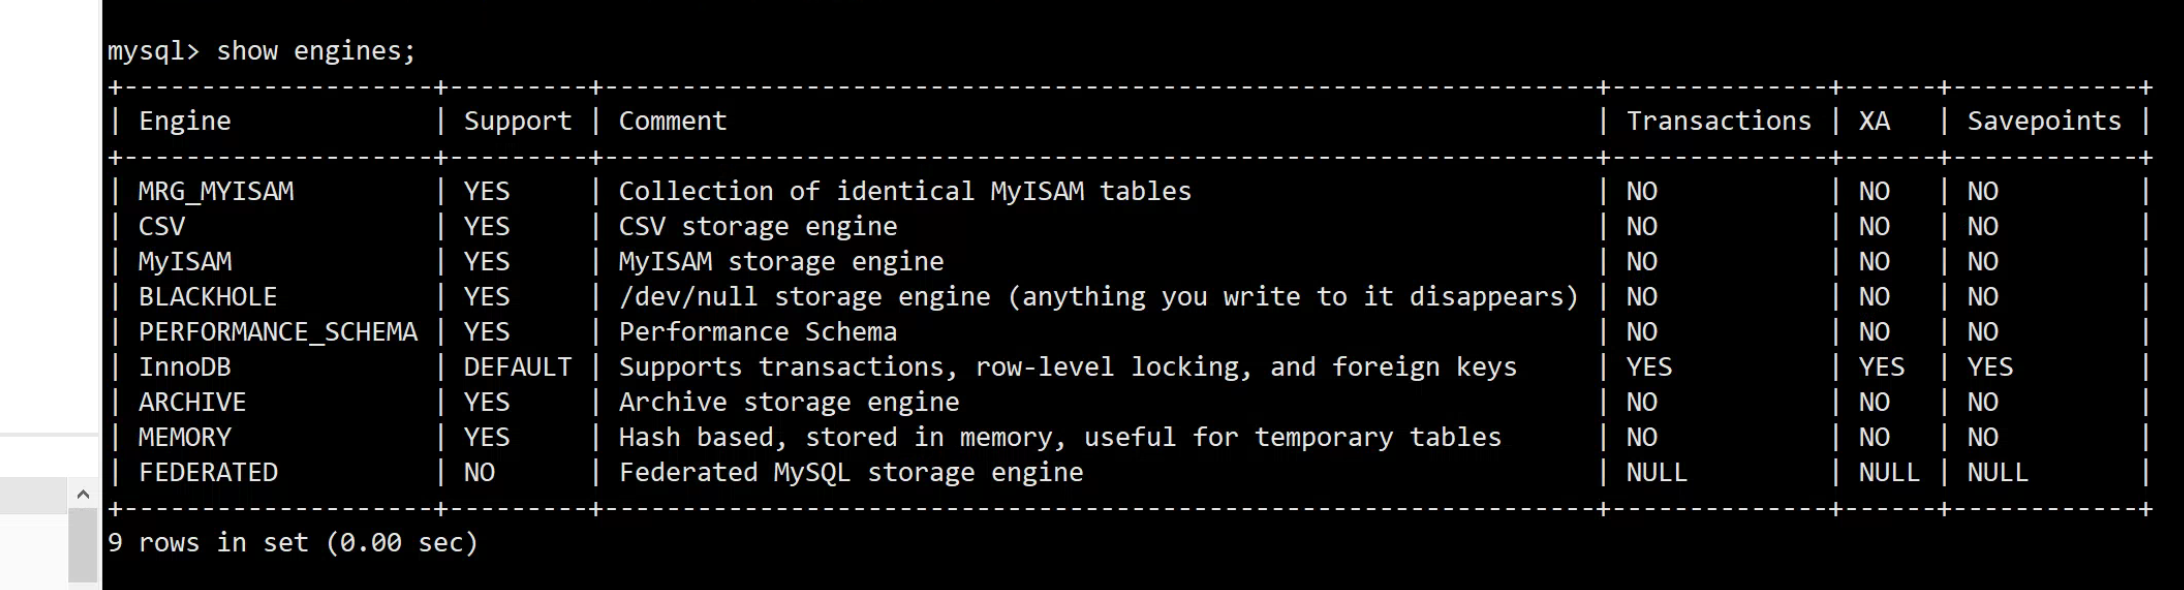 mysql> show engines;
+--------------------+---------+----------------------------------------------------------------+--------------+------+------------+
| Engine             | Support | Comment                                                        | Transactions | XA   | Savepoints |
+--------------------+---------+----------------------------------------------------------------+--------------+------+------------+
| MRG_MYISAM         | YES     | Collection of identical MyISAM tables                          | NO           | NO   | NO         |
| CSV                | YES     | CSV storage engine                                             | NO           | NO   | NO         |
| MyISAM             | YES     | MyISAM storage engine                                          | NO           | NO   | NO         |
| BLACKHOLE          | YES     | /dev/null storage engine (anything you write to it disappears) | NO           | NO   | NO         |
| PERFORMANCE_SCHEMA | YES     | Performance Schema                                             | NO           | NO   | NO         |
| InnoDB             | DEFAULT | Supports transactions, row-level locking, and foreign keys     | YES          | YES  | YES        |
| ARCHIVE            | YES     | Archive storage engine                                         | NO           | NO   | NO         |
| MEMORY             | YES     | Hash based, stored in memory, useful for temporary tables      | NO           | NO   | NO         |
| FEDERATED          | NO      | Federated MySQL storage engine                                 | NULL         | NULL | NULL       |
+--------------------+---------+----------------------------------------------------------------+--------------+------+------------+
9 rows in set (0.00 sec)